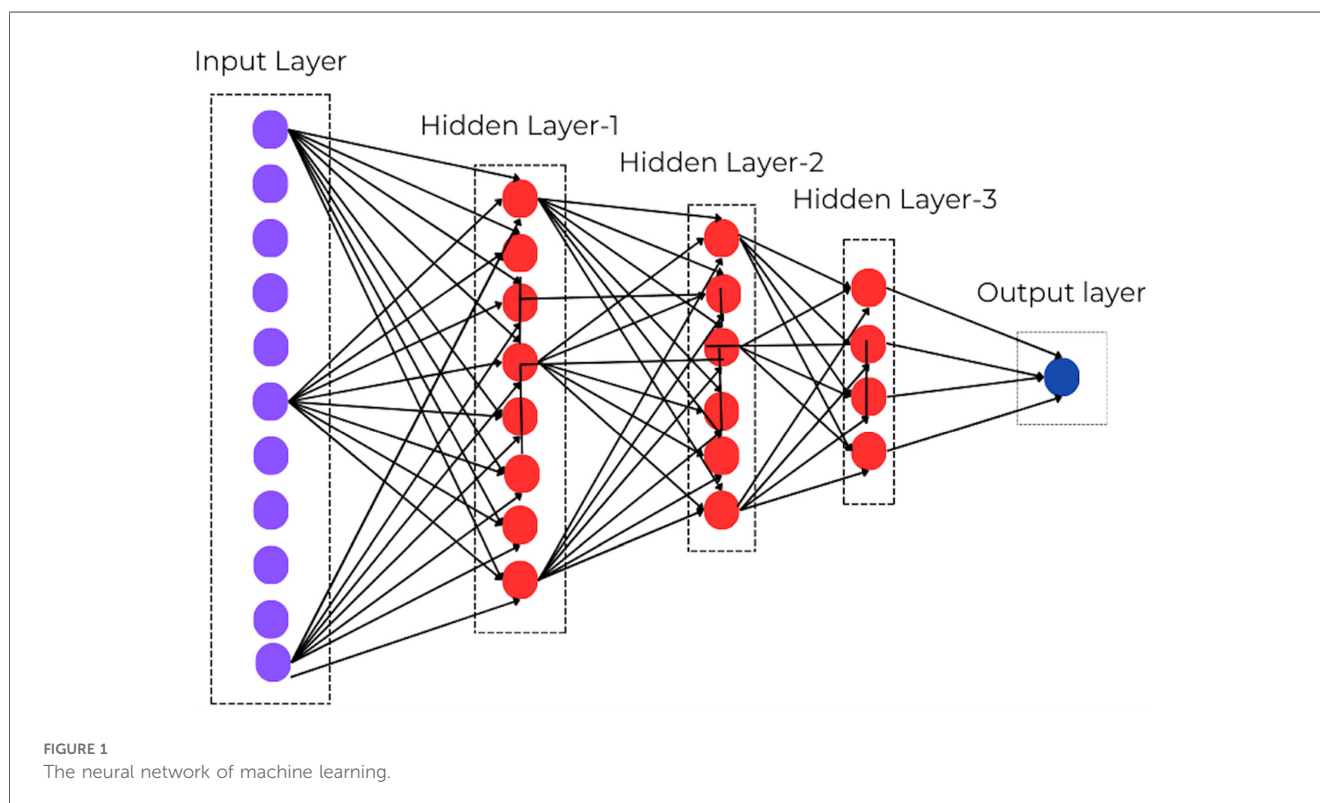 Input Layer
Hidden Layer-1
Hidden Layer-2
Hidden Layer-3
Output layer
FIGURE 1
The neural network of machine learning.